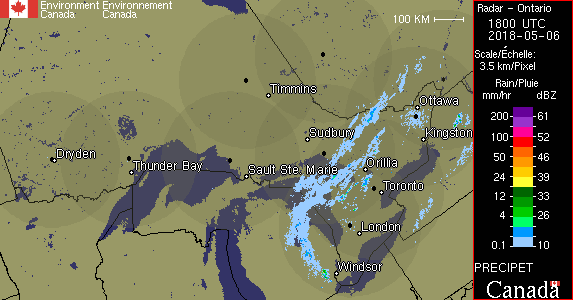 Environment Environnement
Canada Canada
100 KM
Timmins
Ottawa
Sudbury
Kingston
Dryden
Thunder Bay
Sault Ste. Marie
Orillia
Toronto
London
Windsor
Radar - Ontario
1800 UTC
2018-05-06
Scale/Échelle:
3.5 km/Pixel
Rain/Pluie
mm/hr dBZ
200 61
100 52
50 46
24 39
12 33
4 26
0.1 10
PRECIPET
Canada